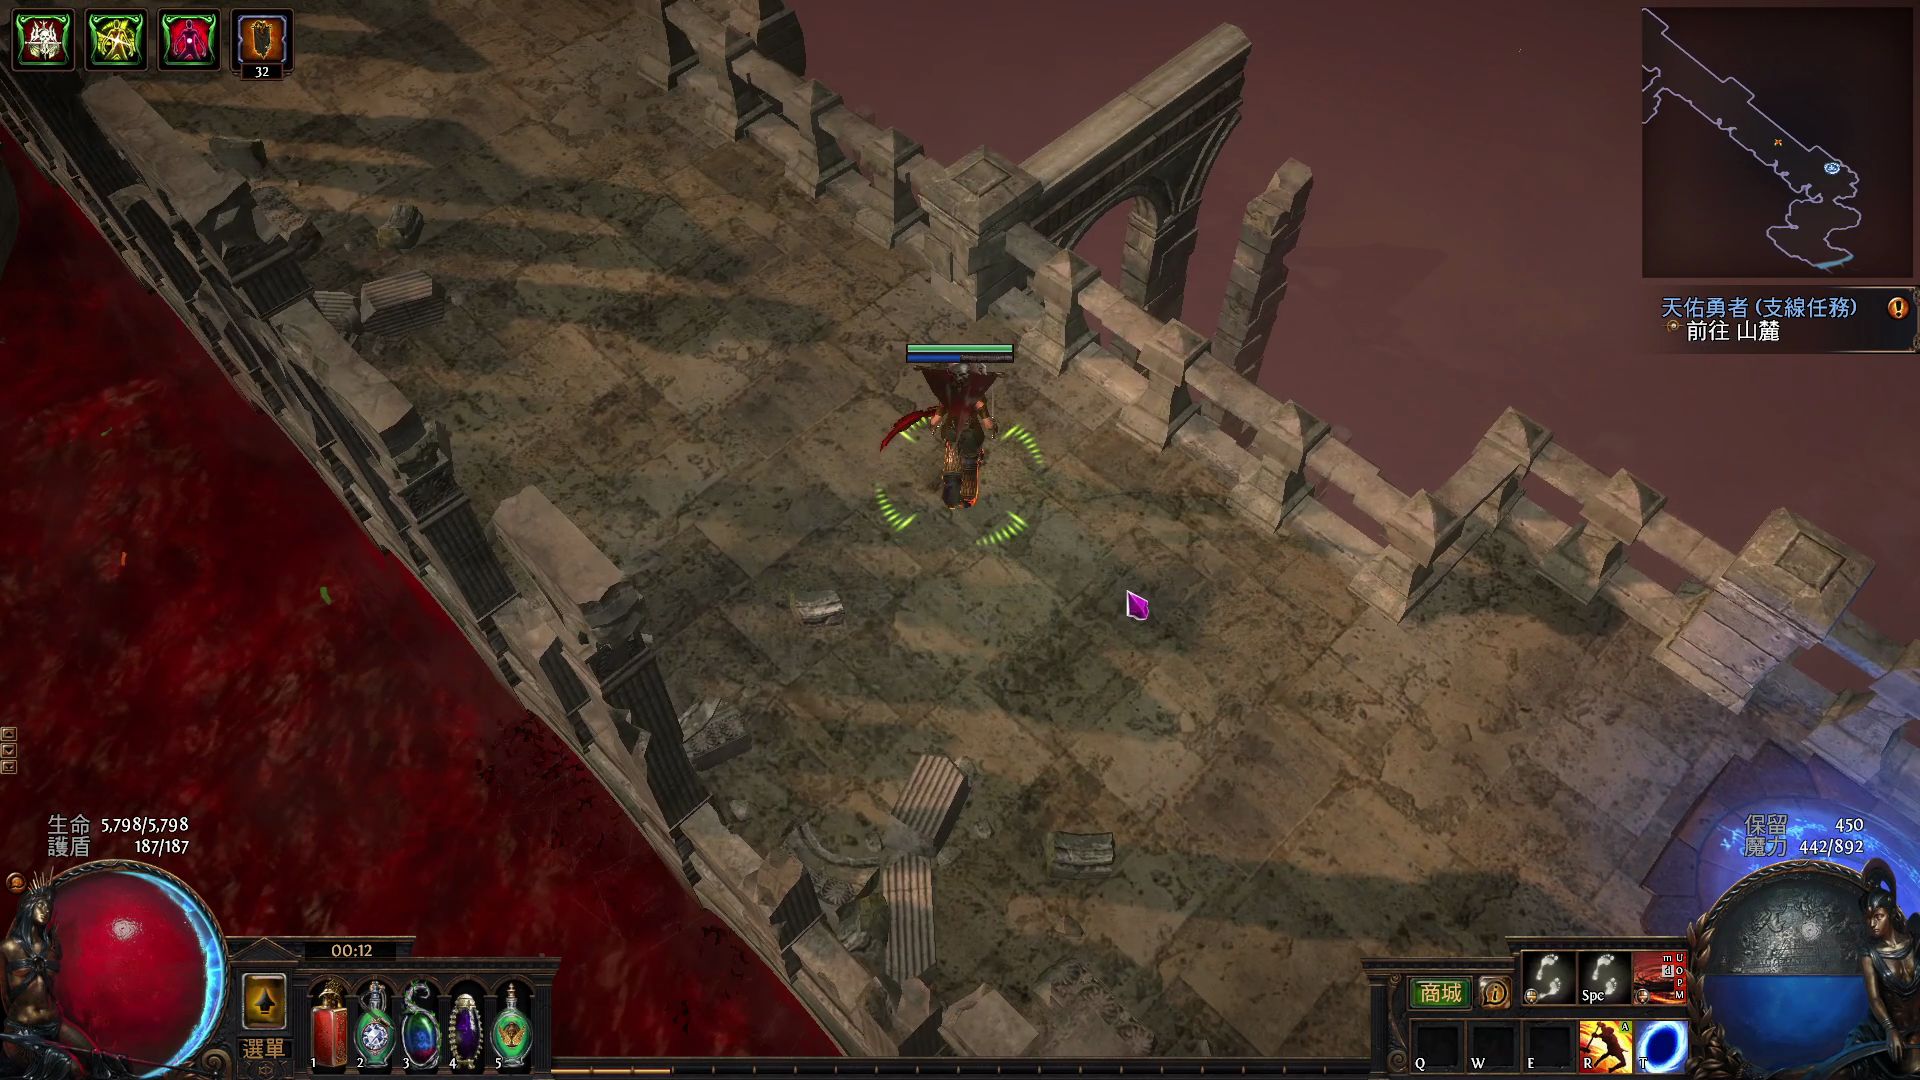 32
天佑勇者 (支線任務)
前往 山麓
生命 5,798/5,798
護盾 187/187
保留 450
魔力 442/892
00:12
選單
1
2
3
4
5
商城
Spc
m U
d O
P
M
Q
W
E
R
A
T